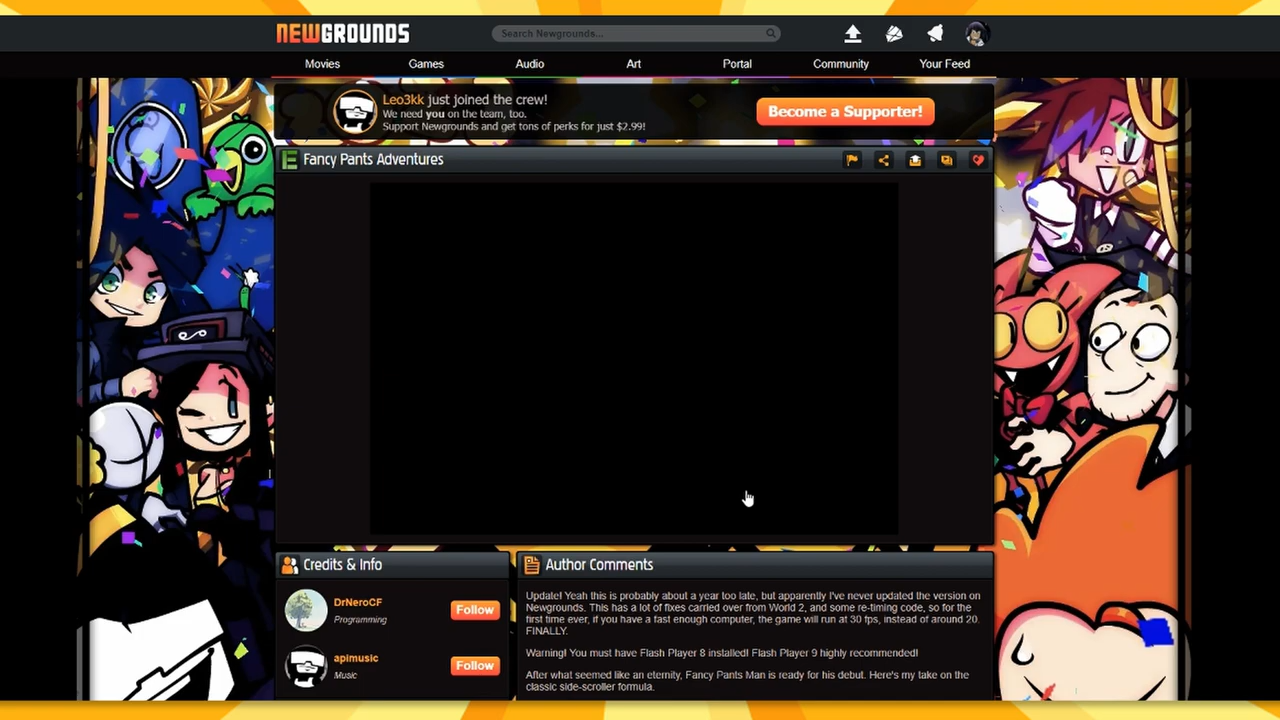 NEWGROUNDS
Search Newgrounds...
Movies
Games
Audio
Art
Portal
Community
Your Feed
Leo3kk just joined the crew!
We need you on the team, too.
Support Newgrounds and get tons of perks for just $2.99!
Become a Supporter!
E Fancy Pants Adventures
Credits & Info
DrNeroCF
Programming
Follow
apimusic
Music
Follow
Author Comments
Update! Yeah this is probably about a year too late, but apparently I've never updated the version on
Newgrounds. This has a lot of fixes carried over from World 2, and some re-timing code, so for the
first time ever, if you have a fast enough computer, the game will run at 30 fps, instead of around 20.
FINALLY.
Warning! You must have Flash Player 8 installed! Flash Player 9 highly recommended!
After what seemed like an eternity, Fancy Pants Man is ready for his debut. Here's my take on the
classic side-scroller formula.